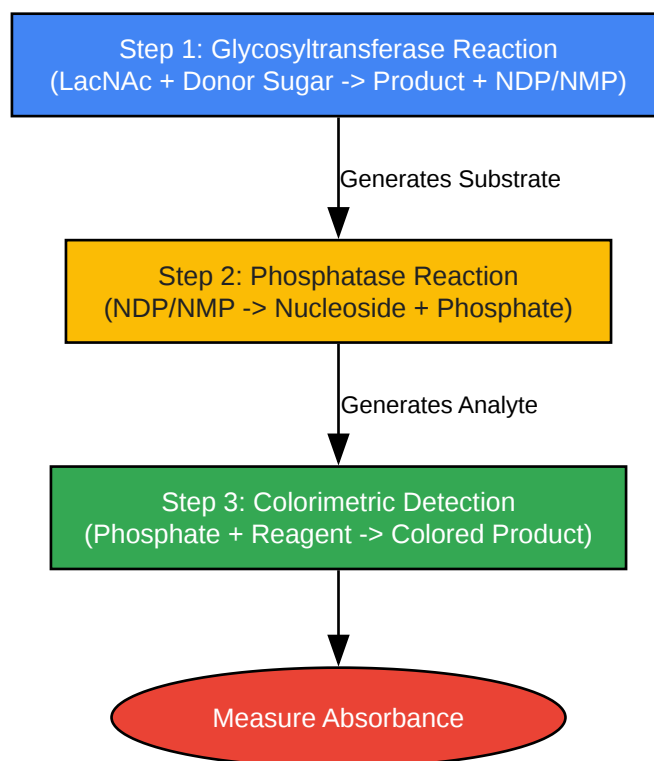 Step 1: Glycosyltransferase Reaction
(LacNAc + Donor Sugar -> Product + NDP/NMP)
Generates Substrate
Step 2: Phosphatase Reaction
(NDP/NMP -> Nucleoside + Phosphate)
Generates Analyte
Step 3: Colorimetric Detection
(Phosphate + Reagent -> Colored Product)
Measure Absorbance